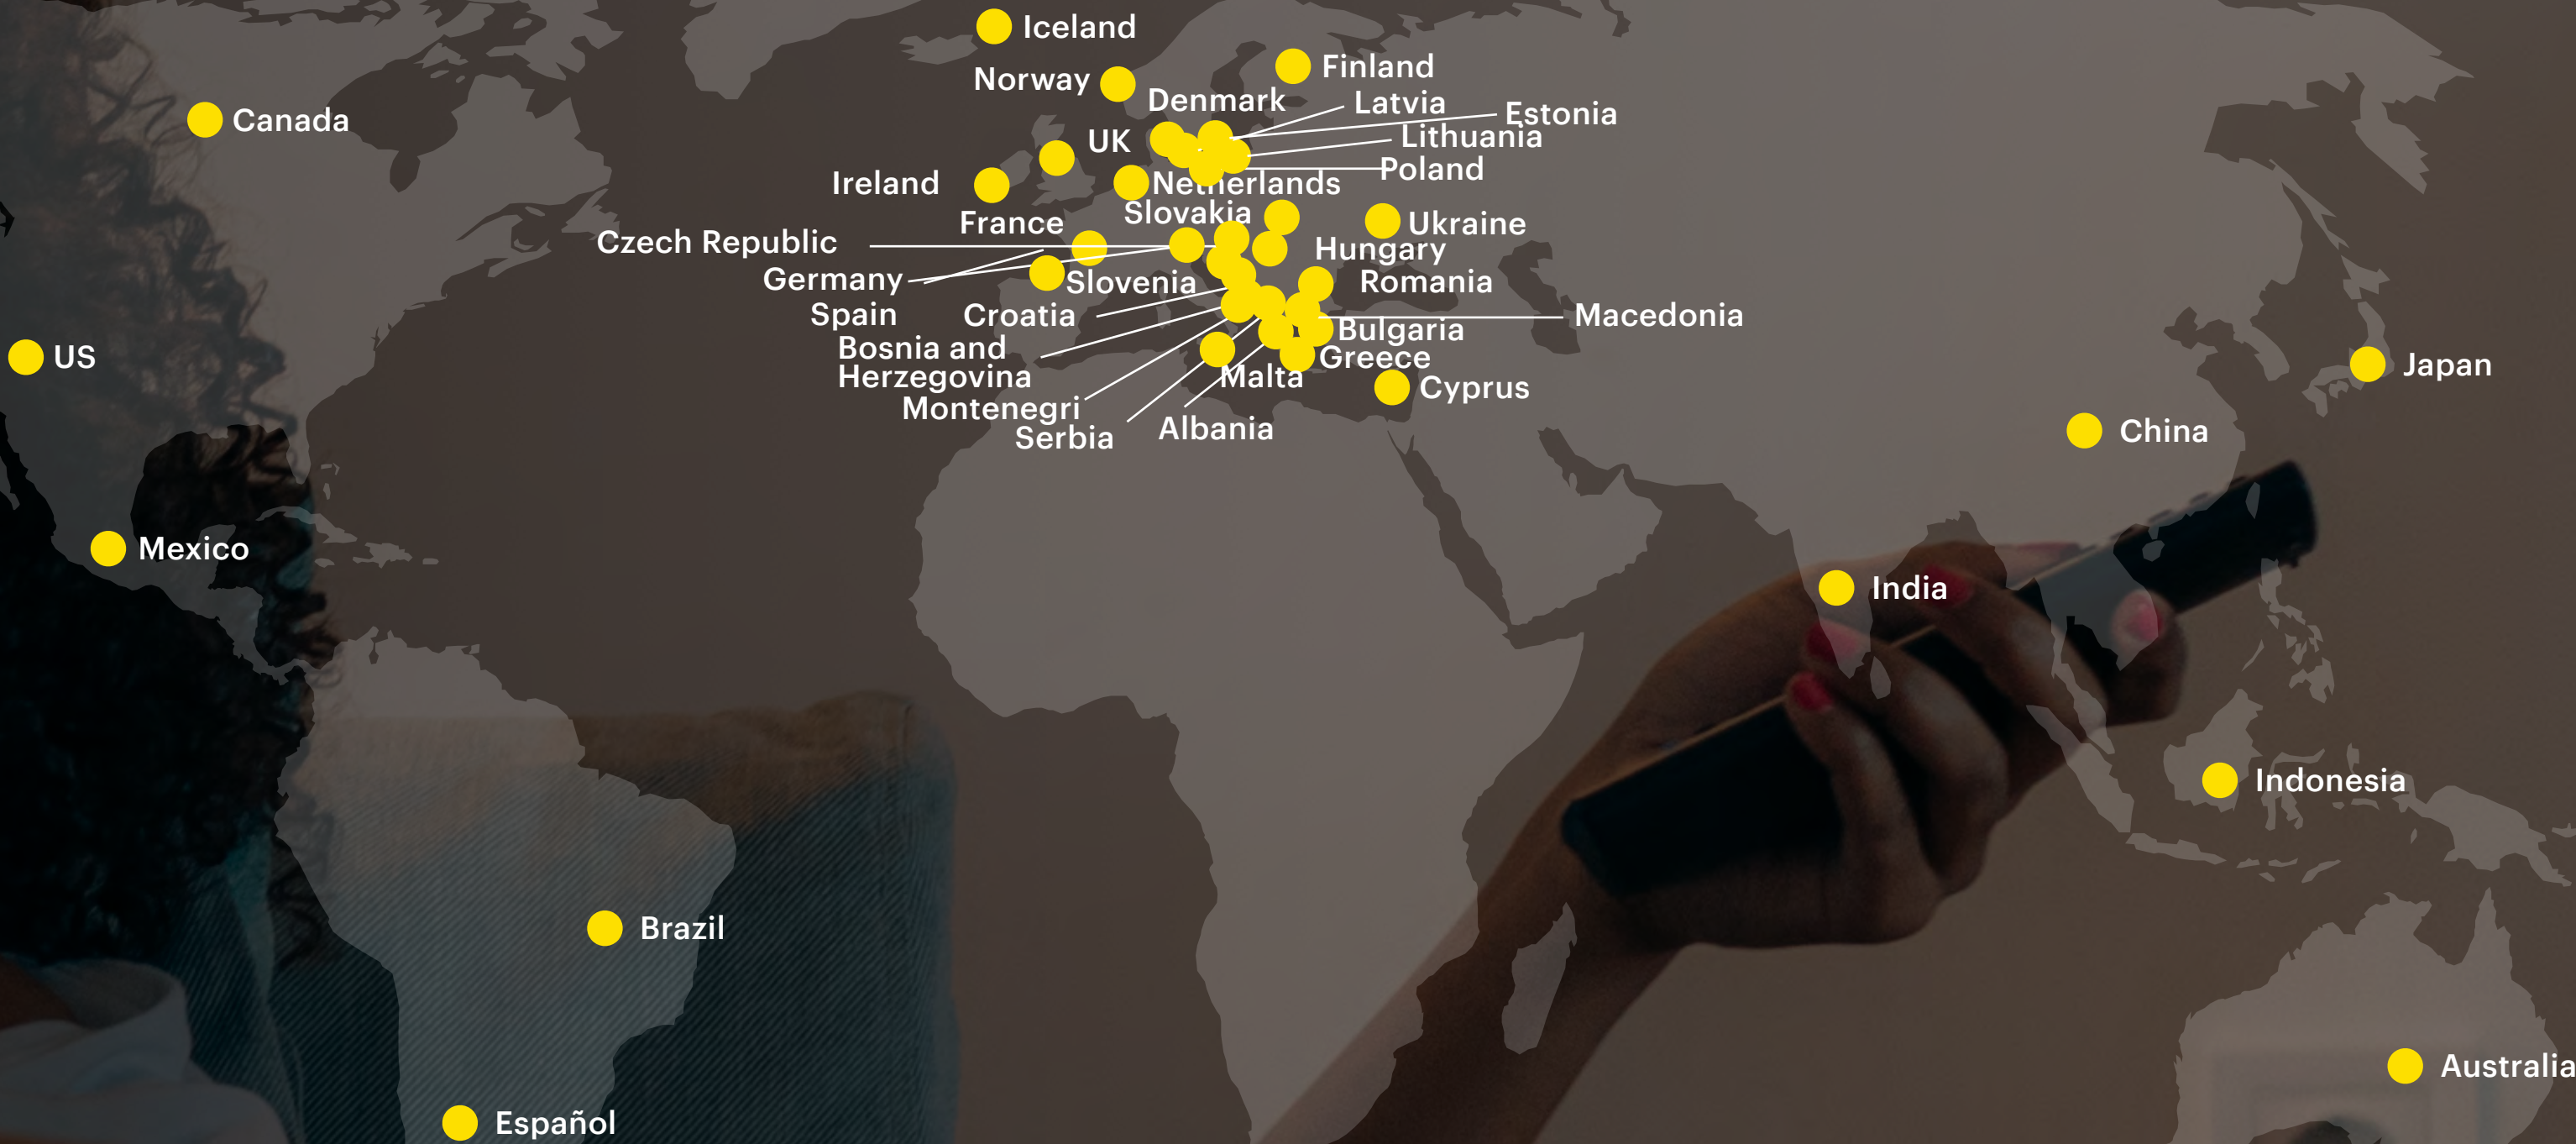 Iceland
Finland
Norway
Denmark
Latvia
Estonia
Canada
UK
Lithuania
Poland
Ireland
Netherlands
Slovakia
France
Ukraine
Czech Republic
Hungary
Germany
Slovenia
Romania
Spain
Croatia
Macedonia
Bulgaria
Bosnia and
Herzegovina
US
Greece
Japan
Malta
Cyprus
Montenegri
Serbia
Albania
China
Mexico
India
Indonesia
Brazil
Australia
Español